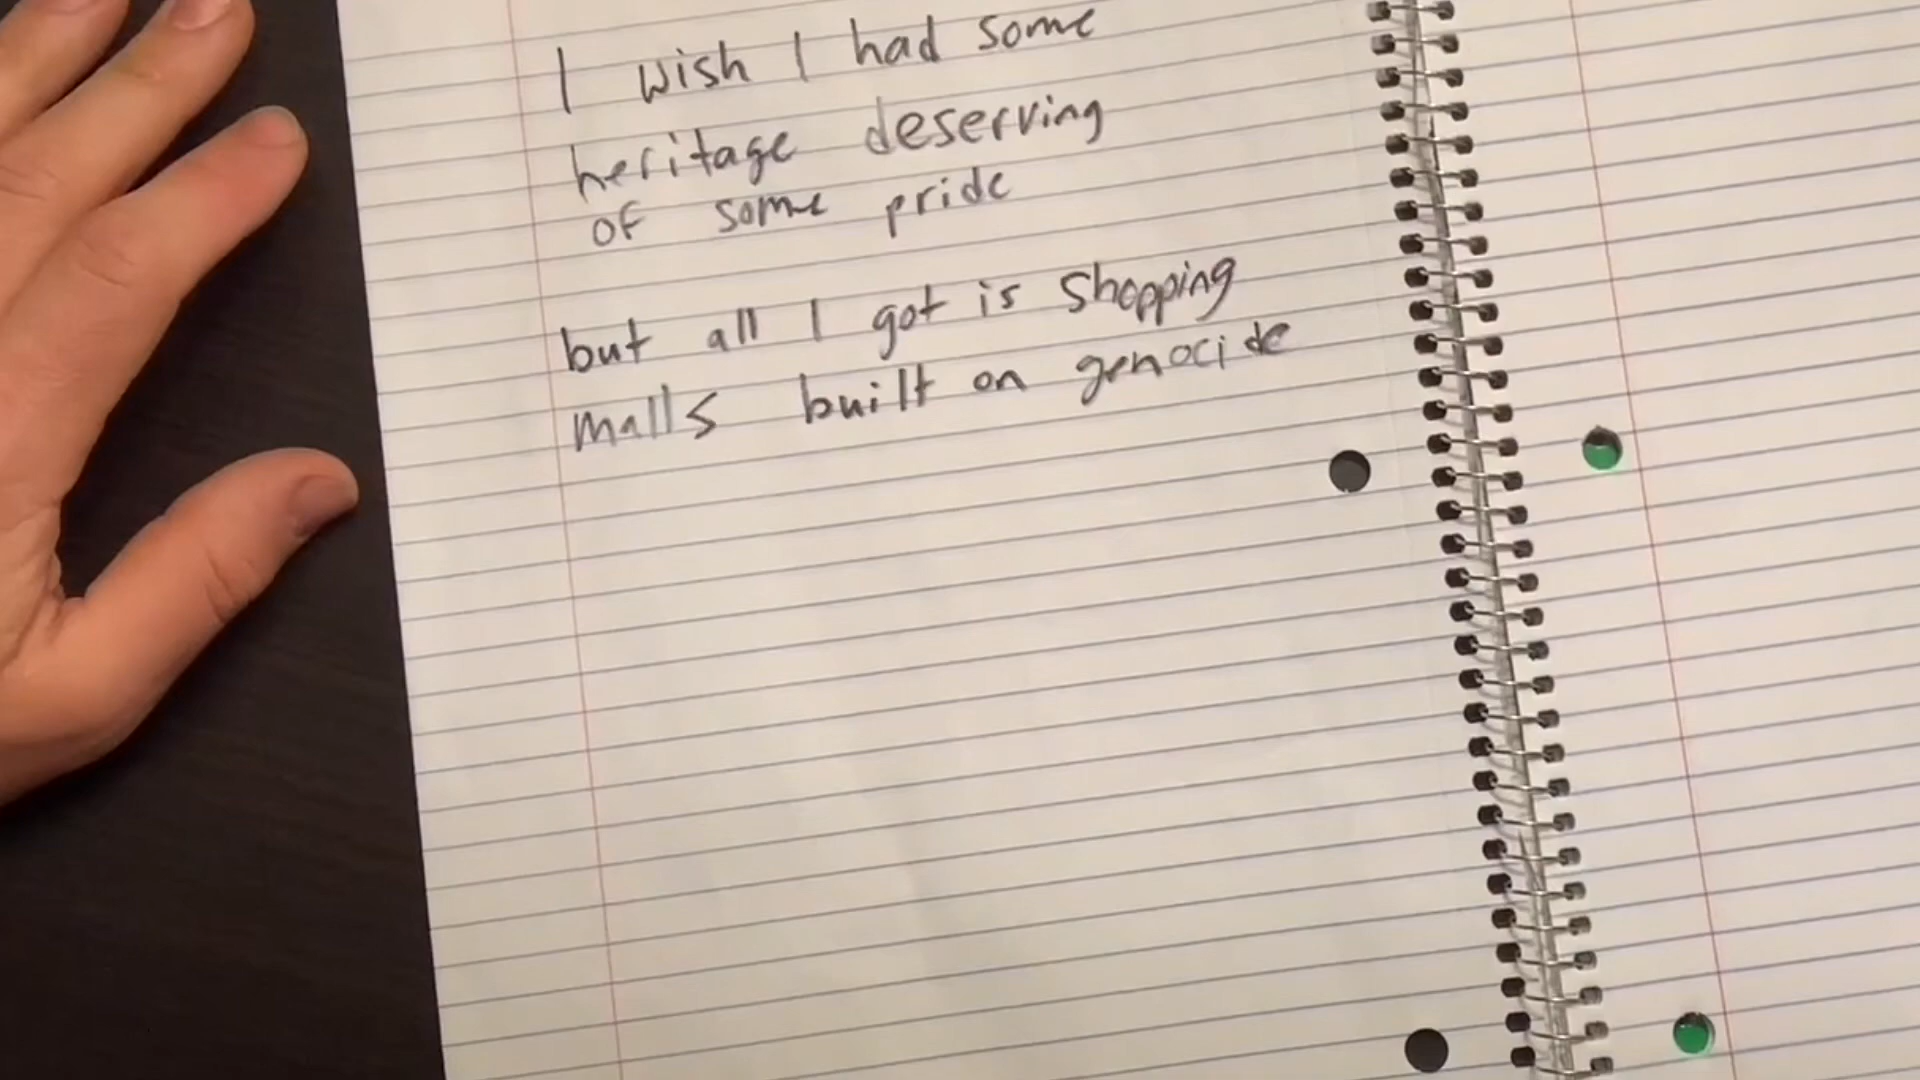 I wish I had some
heritage deserving
of some pride
but all I got is shopping
malls built on genocide